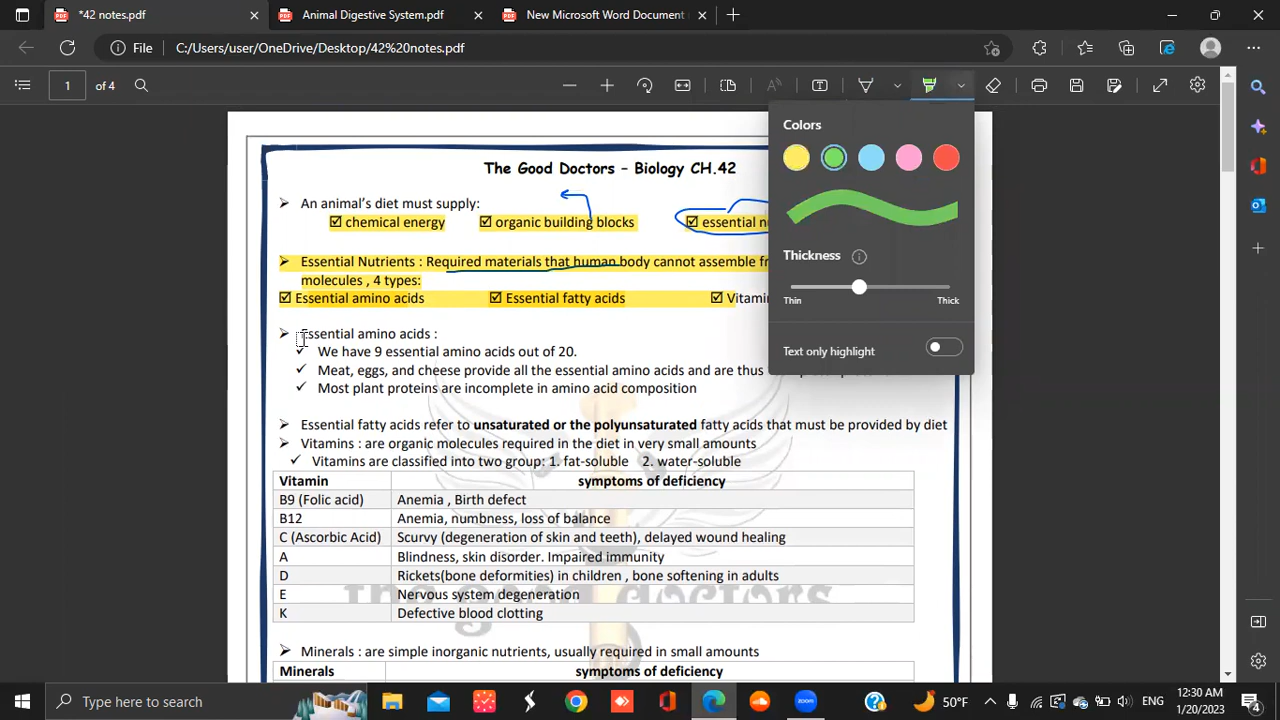 *42 notes.pdf
Animal Digestive System.pdf
New Microsoft Word Document
File C:/Users/user/OneDrive/Desktop/42%20notes.pdf
1 of 4
Colors
Thickness
Thin Thick
Text only highlight
The Good Doctors – Biology CH.42
An animal's diet must supply:
chemical energy organic building blocks essential n
Essential Nutrients : Required materials that human body cannot assemble fr
molecules , 4 types:
Essential amino acids Essential fatty acids Vitamin
Essential amino acids :
We have 9 essential amino acids out of 20.
Meat, eggs, and cheese provide all the essential amino acids and are thus
Most plant proteins are incomplete in amino acid composition
Essential fatty acids refer to unsaturated or the polyunsaturated fatty acids that must be provided by diet
Vitamins : are organic molecules required in the diet in very small amounts
Vitamins are classified into two group: 1. fat-soluble 2. water-soluble
Vitamin symptoms of deficiency
B9 (Folic acid) Anemia , Birth defect
B12 Anemia, numbness, loss of balance
C (Ascorbic Acid) Scurvy (degeneration of skin and teeth), delayed wound healing
A Blindness, skin disorder. Impaired immunity
D Rickets(bone deformities) in children , bone softening in adults
E Nervous system degeneration
K Defective blood clotting
the good doctors
Minerals : are simple inorganic nutrients, usually required in small amounts
Minerals symptoms of deficiency
Type here to search
zoom
50°F
ENG
12:30 AM
1/20/2023
4